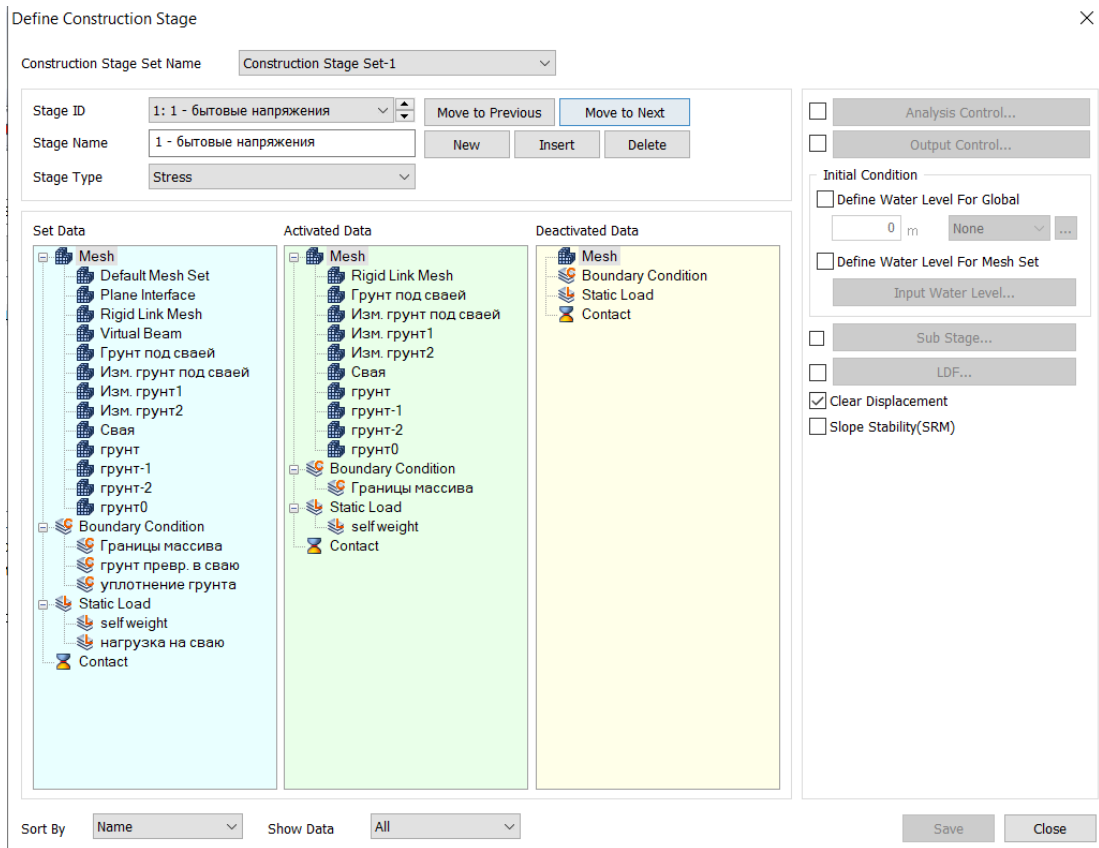 Define Construction Stage
Construction Stage Set Name Construction Stage Set-1
Stage ID 1: 1 - бытовые напряжения Move to Previous Move to Next
Stage Name 1 - бытовые напряжения New Insert Delete
Stage Type Stress
Set Data
Mesh
Default Mesh Set
Plane Interface
Rigid Link Mesh
Virtual Beam
Грунт под сваей
Изм. грунт под сваей
Изм. грунт1
Изм. грунт2
Свая
грунт
грунт-1
грунт-2
грунт0
Boundary Condition
Границы массива
грунт превр. в сваю
уплотнение грунта
Static Load
self weight
нагрузка на сваю
Contact
Activated Data
Mesh
Rigid Link Mesh
Грунт под сваей
Изм. грунт под сваей
Изм. грунт1
Изм. грунт2
Свая
грунт
грунт-1
грунт-2
грунт0
Boundary Condition
Границы массива
Static Load
self weight
Contact
Deactivated Data
Mesh
Boundary Condition
Static Load
Contact
Analysis Control...
Output Control...
Initial Condition
Define Water Level For Global
0 m None ...
Define Water Level For Mesh Set
Input Water Level...
Sub Stage...
LDF...
Clear Displacement
Slope Stability(SRM)
Sort By Name Show Data All Save Close